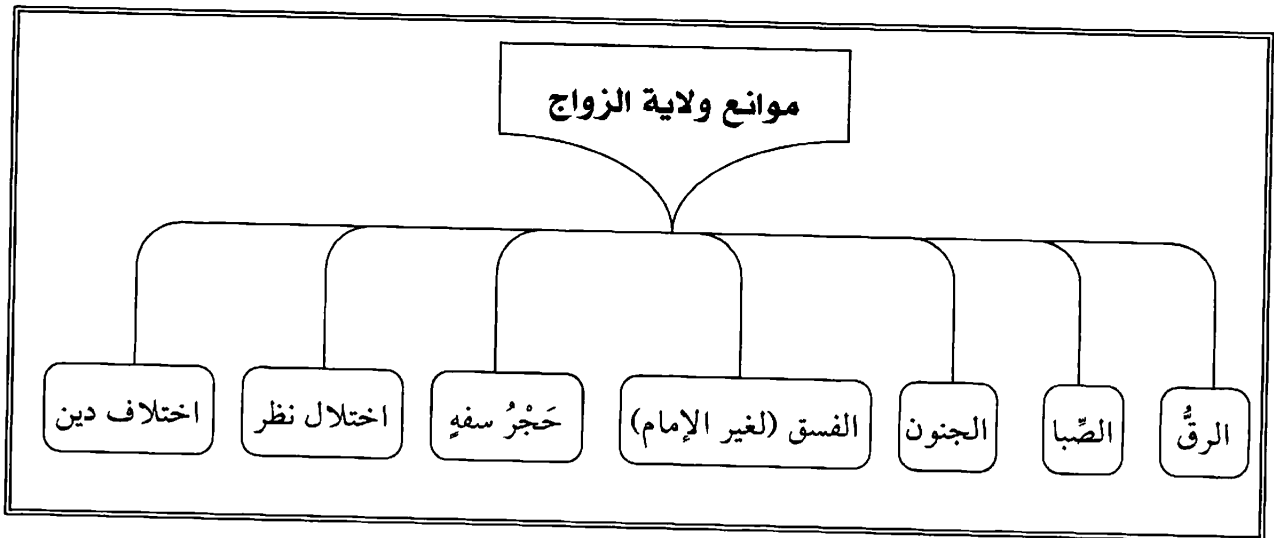 موانع ولاية الزواج
الرقُّ
الصِّبا
الجنون
الفسق (لغير الإمام)
حَجْرُ سفهٍ
اختلال نظر
اختلاف دين